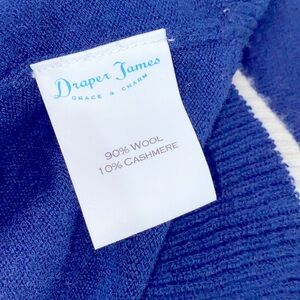 Draper James
GRACE & CHARM
90% WOOL
10% CASHMERE